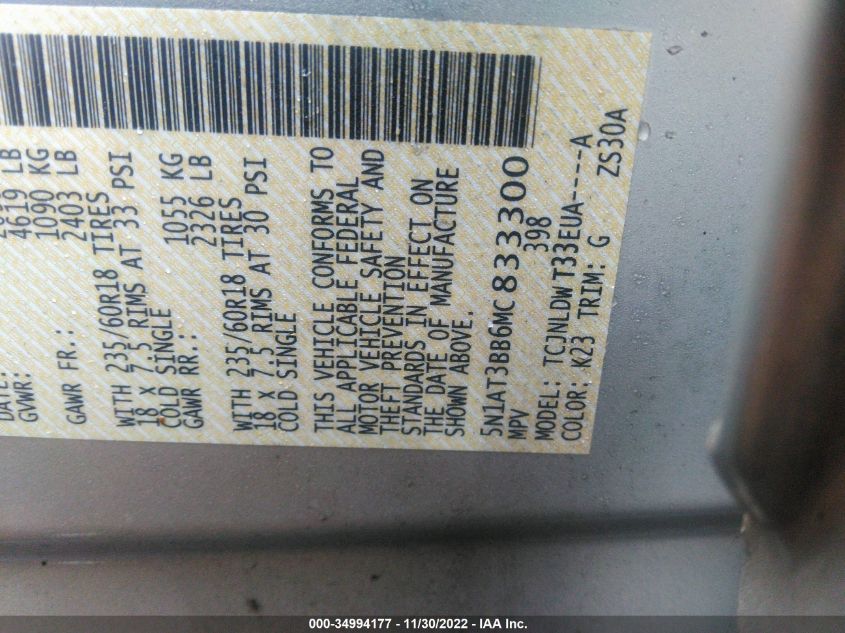 DATE:
GVWR: 4619 LB
1090 KG
GAWR FR.: 2403 LB
WITH 235/60R18 TIRES
18 X 7.5 RIMS AT 33 PSI
COLD SINGLE 1055 KG
GAWR RR.: 2326 LB
WITH 235/60R18 TIRES
18 X 7.5 RIMS AT 30 PSI
COLD SINGLE
THIS VEHICLE CONFORMS TO
ALL APPLICABLE FEDERAL
MOTOR VEHICLE SAFETY AND
THEFT PREVENTION
STANDARDS IN EFFECT ON
THE DATE OF MANUFACTURE
SHOWN ABOVE.
5N1AT3BB6MC833300
MPV 398
MODEL: TCJNLDWT33EUA----A
COLOR: K23 TRIM: G ZS30A
000-34994177 - 11/30/2022 - IAA Inc.